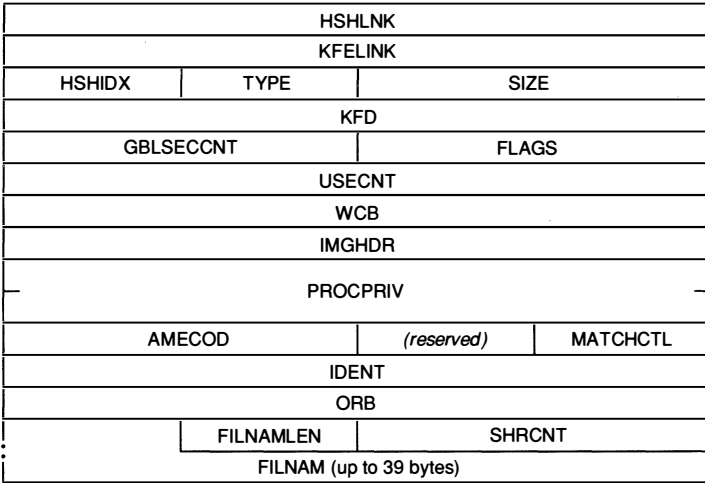 HSHLNK
KFELINK
HSHIDX TYPE SIZE
KFD
GBLSECCNT FLAGS
USECNT
WCB
IMGHDR
PROCPRIV
AMECOD (reserved) MATCHCTL
IDENT
ORB
FILNAMLEN SHRCNT
FILNAM (up to 39 bytes)